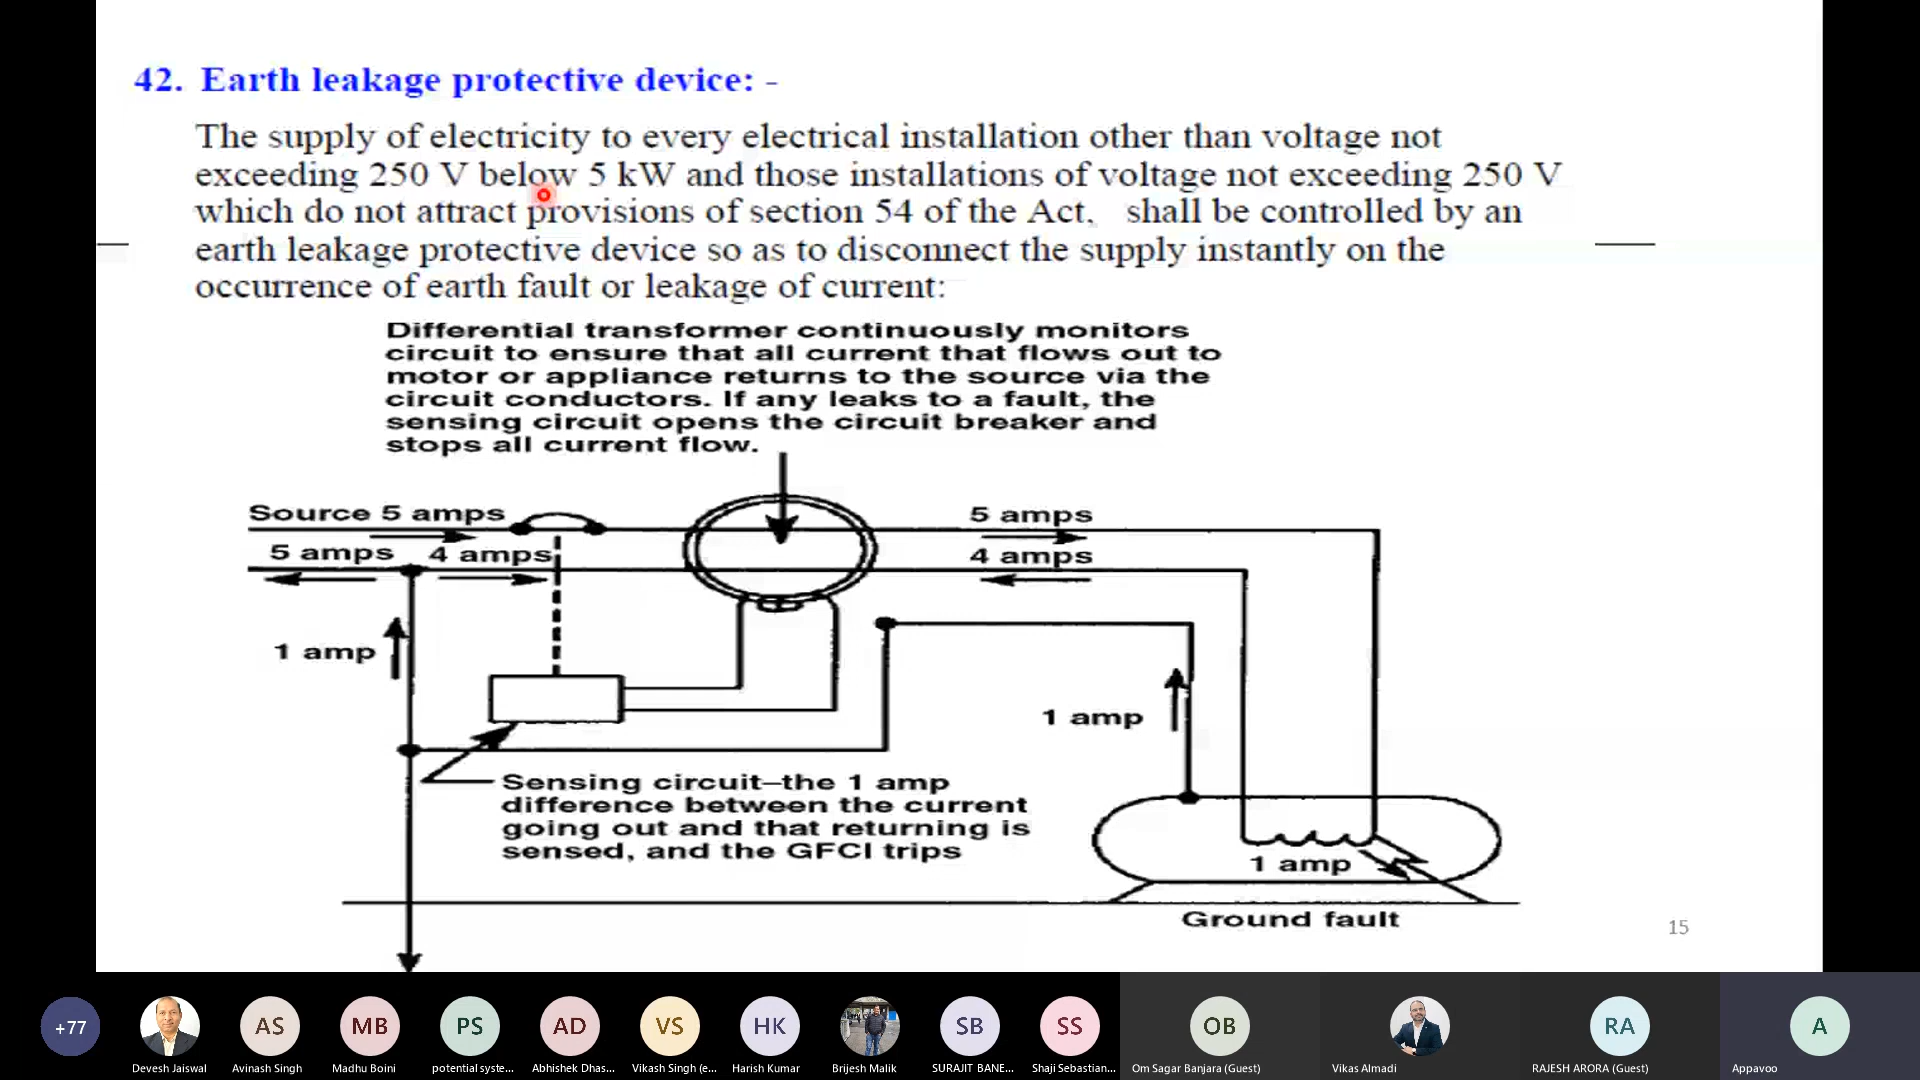 42. Earth leakage protective device: -
The supply of electricity to every electrical installation other than voltage not
exceeding 250 V below 5 kW and those installations of voltage not exceeding 250 V
which do not attract provisions of section 54 of the Act, shall be controlled by an
earth leakage protective device so as to disconnect the supply instantly on the
occurrence of earth fault or leakage of current:
Differential transformer continuously monitors
circuit to ensure that all current that flows out to
motor or appliance returns to the source via the
circuit conductors. If any leaks to a fault, the
sensing circuit opens the circuit breaker and
stops all current flow.
Source 5 amps
5 amps
5 amps
4 amps
4 amps
1 amp
1 amp
Sensing circuit–the 1 amp
difference between the current
going out and that returning is
sensed, and the GFCI trips
1 amp
Ground fault
15
+77
AS
MB
PS
AD
VS
HK
SB
SS
OB
RA
A
Devesh Jaiswal
Avinash Singh
Madhu Boini
potential syste...
Abhishek Dhas...
Vikash Singh (e...
Harish Kumar
Brijesh Malik
SURAJIT BANE...
Shaji Sebastian...
Om Sagar Banjara (Guest)
Vikas Almadi
RAJESH ARORA (Guest)
Appavoo